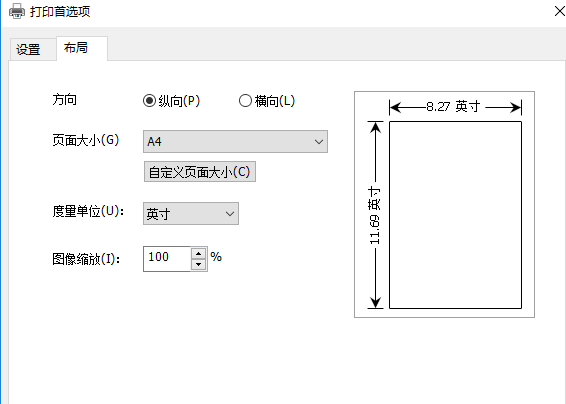 打印首选项
设置 布局
方向 纵向(P) 横向(L)
页面大小(G) A4
自定义页面大小(C)
度量单位(U): 英寸
图像缩放(I): 100 %
8.27 英寸
11.69 英寸